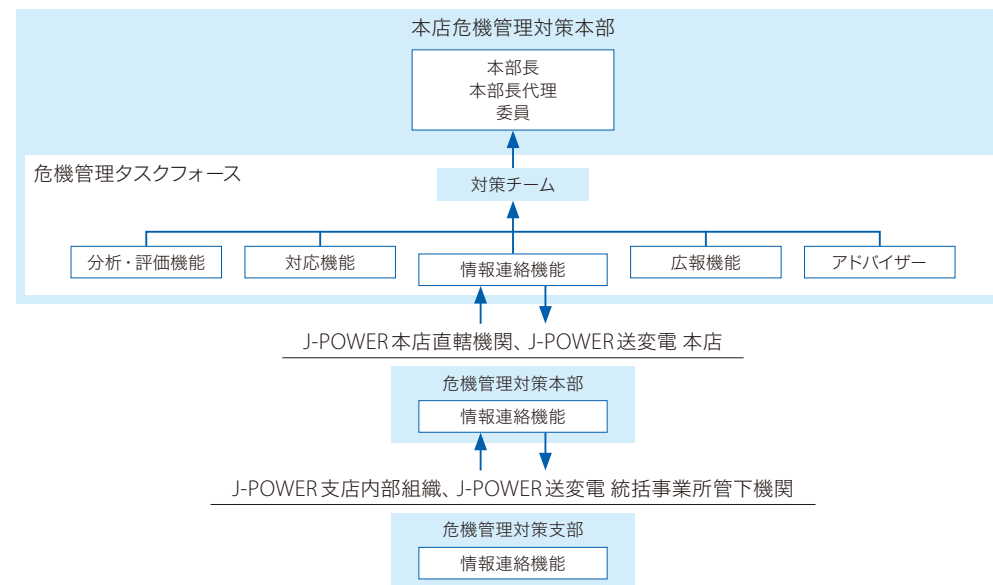 本店危機管理対策本部
本部長
本部長代理
委員
危機管理タスクフォース
対策チーム
分析・評価機能
対応機能
情報連絡機能
広報機能
アドバイザー
J-POWER本店直轄機関、J-POWER送変電 本店
危機管理対策本部
情報連絡機能
J-POWER支店内部組織、J-POWER送変電 統括事業所管下機関
危機管理対策支部
情報連絡機能